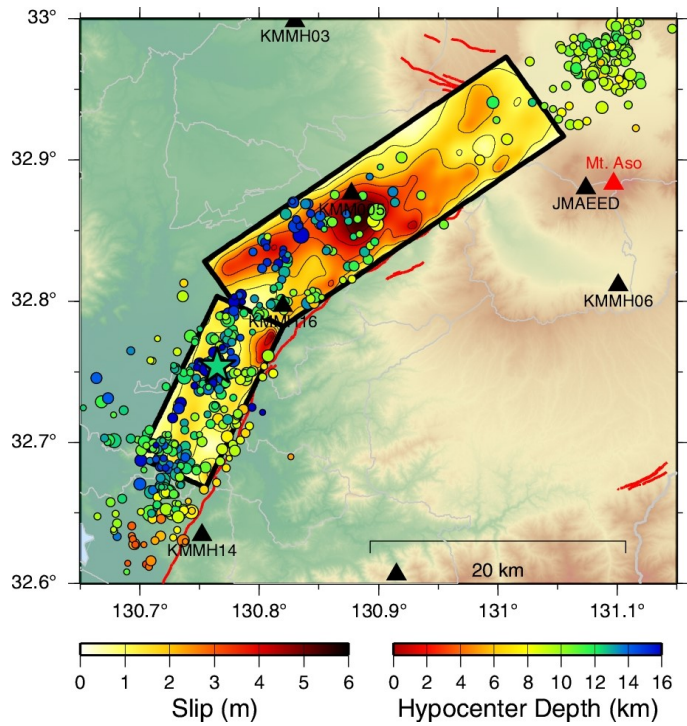 33°
KMMH03
32.9°
Mt. Aso
JMAEED
KMMH06
32.8°
KMMH16
32.7°
KMMH14
20 km
32.6°
130.7°
130.8°
130.9°
131°
131.1°
0 1 2 3 4 5 6
Slip (m)
0 2 4 6 8 10 12 14 16
Hypocenter Depth (km)